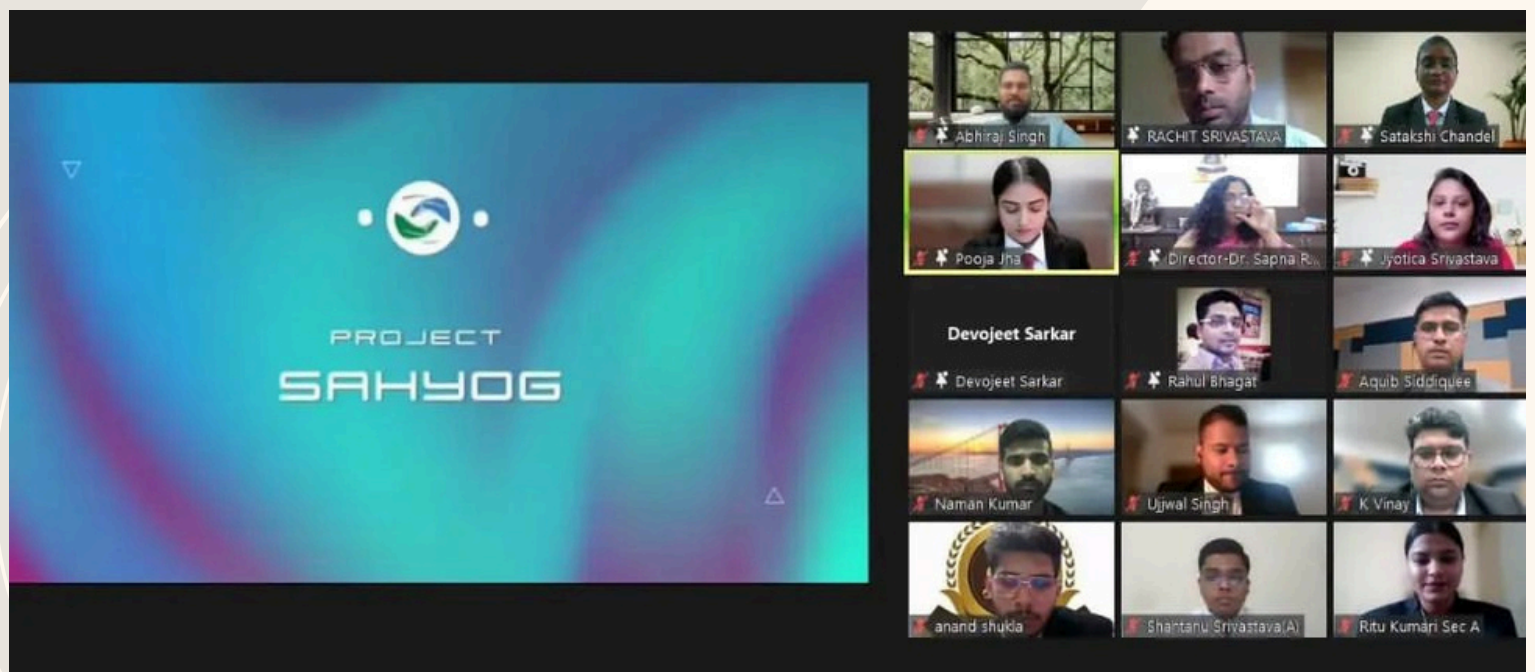 PROJECT
SAHYOG
Abhiraj Singh
RACHIT SRIVASTAVA
Satakshi Chandel
Pooja Jha
Director-Dr. Sapna R...
Jyotica Srivastava
Devojeet Sarkar
Devojeet Sarkar
Rahul Bhagat
Aquib Siddiquee
Naman Kumar
Ujjwal Singh
K Vinay
anand shukla
Shantanu Srivastava(A)
Ritu Kumari Sec A